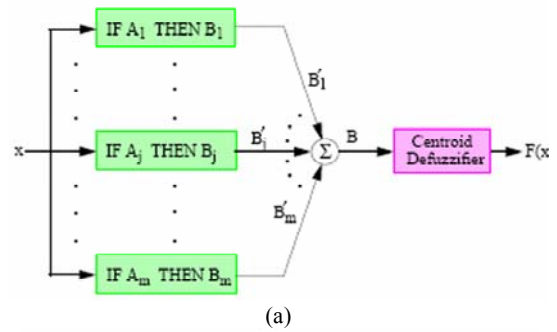 IF A1 THEN B1
B′1
x
IF Aj THEN Bj
B′j
Σ
B
Centroid
Defuzzifier
F(x
B′m
IF Am THEN Bm
(a)